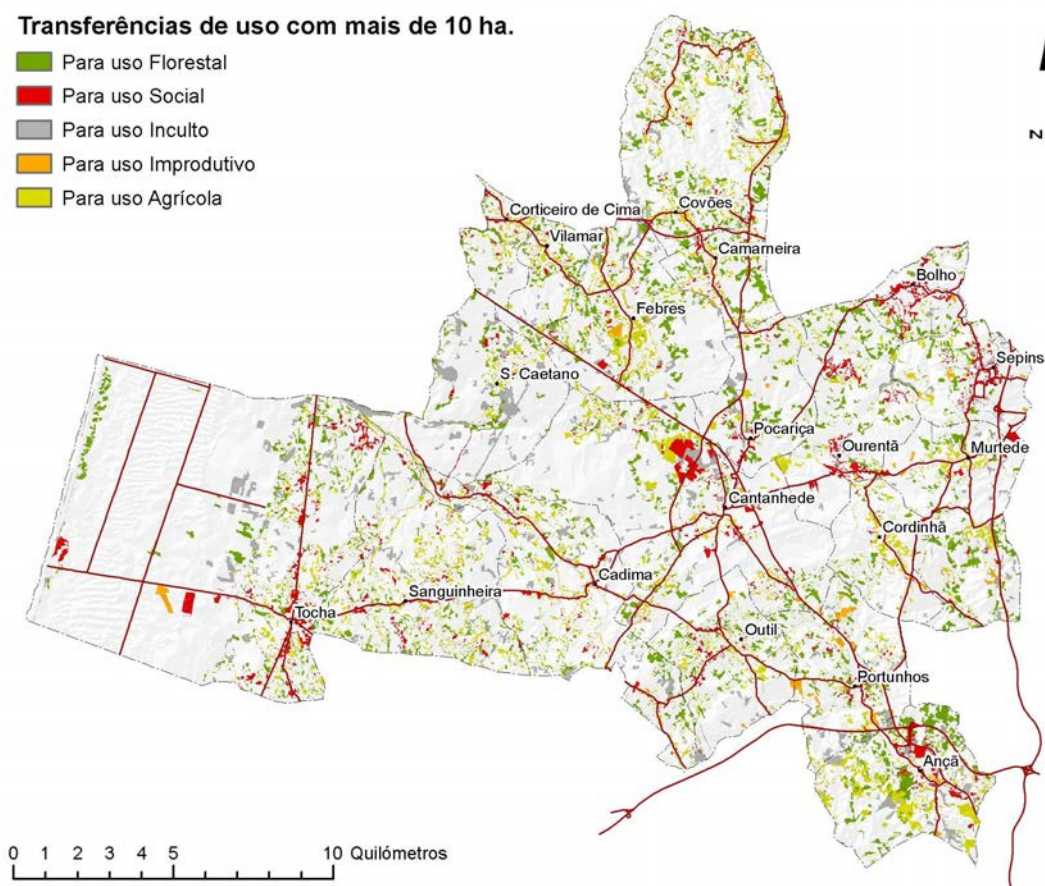 Transferências de uso com mais de 10 ha.
Para uso Florestal
Para uso Social
Para uso Inculto
Para uso Improdutivo
Para uso Agrícola
z
Corticeiro de Cima
Covões
Vilamar
Camarneira
Bolho
Febres
Sepins
S. Caetano
Pocariça
Ourentã
Murtede
Cantanhede
Cordinhã
Cadima
Sanguinheira
Tocha
Outil
Portunhos
Ançã
0 1 2 3 4 5 10 Quilómetros